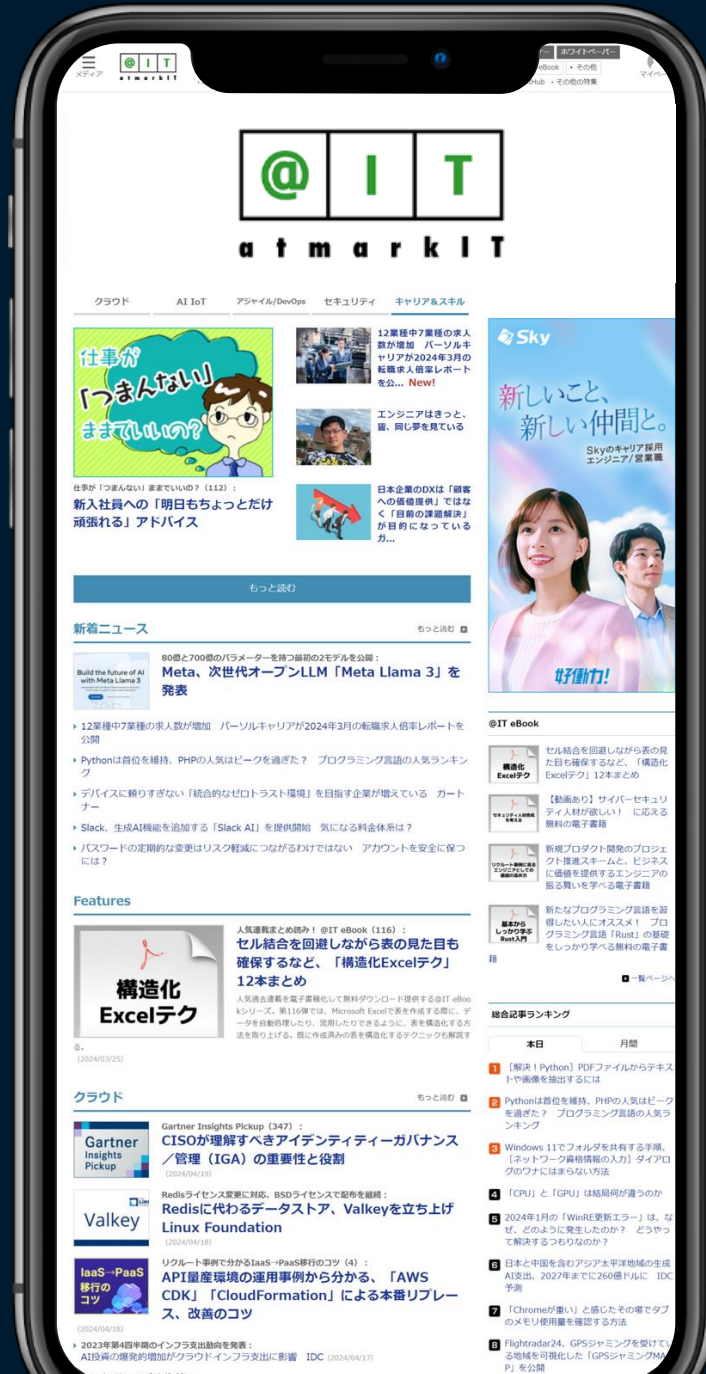 メディア
@IT
atmarkIT
ホワイトペーパー
eBook
・その他
・その他の特集
@IT
atmarkIT
クラウド
AI IoT
アジャイル/DevOps
セキュリティ
キャリア&スキル
仕事が
「つまんない」
ままでいいの?
仕事が「つまんない」ままでいいの?(112):
新入社員への「明日もちょっとだけ
頑張れる」アドバイス
12業種中7業種の求人
数が増加 パーソルキ
ャリアが2024年3月の
転職求人倍率レポート
を公... New!
エンジニアはきっと、
皆、同じ夢を見ている
日本企業のDXは「顧客
への価値提供」ではな
く「目前の課題解決」
が目的になっている
が...
もっと読む
新着ニュース
もっと読む
Build the future of AI
with Meta Llama 3
80億と700億のパラメーターを持つ最初の2モデルを公開:
Meta、次世代オープンLLM「Meta Llama 3」を
発表
12業種中7業種の求人数が増加 パーソルキャリアが2024年3月の転職求人倍率レポートを
公開
Pythonは首位を維持、PHPの人気はピークを過ぎた? プログラミング言語の人気ランキン
グ
デバイスに頼りすぎない「統合的なゼロトラスト環境」を目指す企業が増えている ガート
ナー
Slack、生成AI機能を追加する「Slack AI」を提供開始 気になる料金体系は?
パスワードの定期的な変更はリスク軽減につながるわけではない アカウントを安全に保つ
には?
Features
構造化
Excelテク
人気連載まとめ読み! @IT eBook(116):
セル結合を回避しながら表の見た目も
確保するなど、「構造化Excelテク」
12本まとめ
人気過去連載を電子書籍化して無料ダウンロード提供する@IT eBoo
kシリーズ。第116弾では、Microsoft Excelで表を作成する際に、デ
ータを自動処理したり、流用したりできるように、表を構造化する方
法を取り上げる。既に作成済みの表を構造化するテクニックも解説す
る。
(2024/03/25)
クラウド
もっと読む
Gartner
Insights
Pickup
Gartner Insights Pickup(347):
CISOが理解すべきアイデンティティーガバナンス
/管理(IGA)の重要性と役割
(2024/04/19)
Valkey
Redisライセンス変更に対応、BSDライセンスで配布を継続:
Redisに代わるデータストア、Valkeyを立ち上げ
Linux Foundation
(2024/04/18)
IaaS→PaaS
移行の
コツ
リクルート事例で分かるIaaS→PaaS移行のコツ(4):
API量産環境の運用事例から分かる、「AWS
CDK」「CloudFormation」による本番リプレー
ス、改善のコツ
(2024/04/18)
2023年第4四半期のインフラ支出動向を発表:
AI投資の爆発的増加がクラウドインフラ支出に影響 IDC (2024/04/17)
Sky
新しいこと、
新しい仲間と。
Skyのキャリア採用
エンジニア/営業職
好働力!
@IT eBook
構造化
Excelテク
セル結合を回避しながら表の見
た目も確保するなど、「構造化
Excelテク」12本まとめ
セキュリティ人材育成
を考える
【動画あり】サイバーセキュリ
ティ人材が欲しい! に応える
無料の電子書籍
リクルート事例に見る
エンジニアとしての
価値の高め方
新規プロダクト開発のプロジェ
クト推進スキームと、ビジネス
に価値を提供するエンジニアの
振る舞いを学べる電子書籍
基本から
しっかり学ぶ
Rust入門
新たなプログラミング言語を習
得したい人にオススメ! プロ
グラミング言語「Rust」の基礎
をしっかり学べる無料の電子書
籍
一覧ページへ
総合記事ランキング
本日
月間
1 [解決!Python]PDFファイルからテキス
トや画像を抽出するには
2 Pythonは首位を維持、PHPの人気はピーク
を過ぎた? プログラミング言語の人気ラ
ンキング
3 Windows 11でフォルダを共有する手順、
[ネットワーク資格情報の入力]ダイアロ
グのワナにはまらない方法
4 「CPU」と「GPU」は結局何が違うのか
5 2024年1月の「WinRE更新エラー」は、な
ぜ、どのように発生したのか? どうやっ
て解決するつもりなのか?
6 日本と中国を含むアジア太平洋地域の生成
AI支出、2027年までに260億ドルに IDC
予測
7 「Chromeが重い」と感じたその場でタブ
のメモリ使用量を確認する方法
8 Flightradar24、GPSジャミングを受けてい
る地域を可視化した「GPSジャミングMA
P」を公開